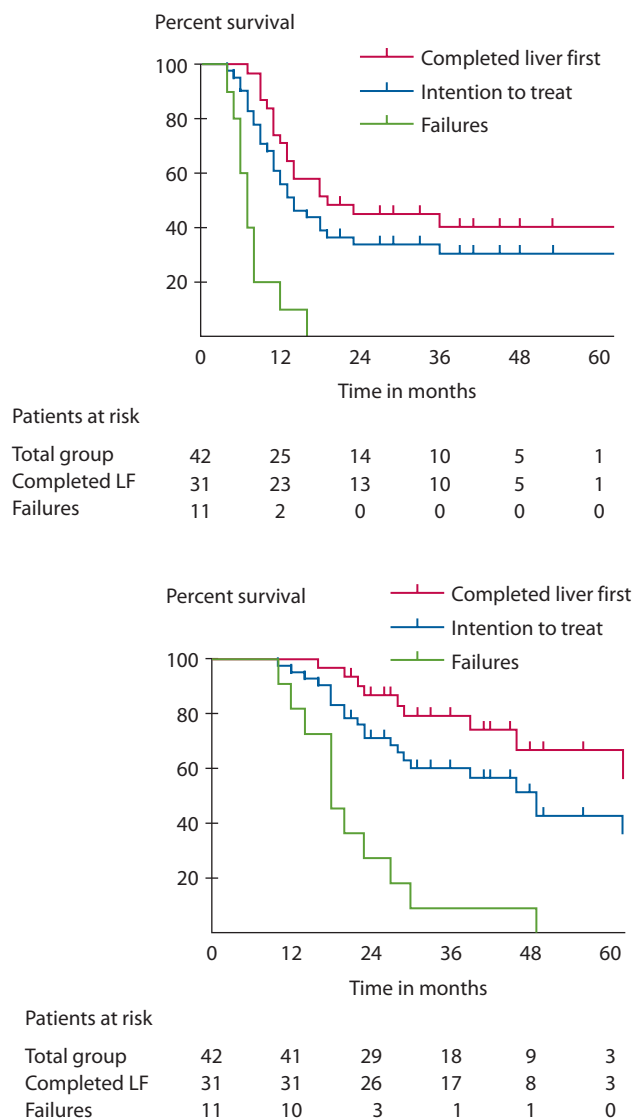 Percent survival
Completed liver first
Intention to treat
Failures
100
80
60
40
20
0 12 24 36 48 60
Time in months
Patients at risk
Total group 42 25 14 10 5 1
Completed LF 31 23 13 10 5 1
Failures 11 2 0 0 0 0
Percent survival
Completed liver first
Intention to treat
Failures
100
80
60
40
20
0 12 24 36 48 60
Time in months
Patients at risk
Total group 42 41 29 18 9 3
Completed LF 31 31 26 17 8 3
Failures 11 10 3 1 1 0